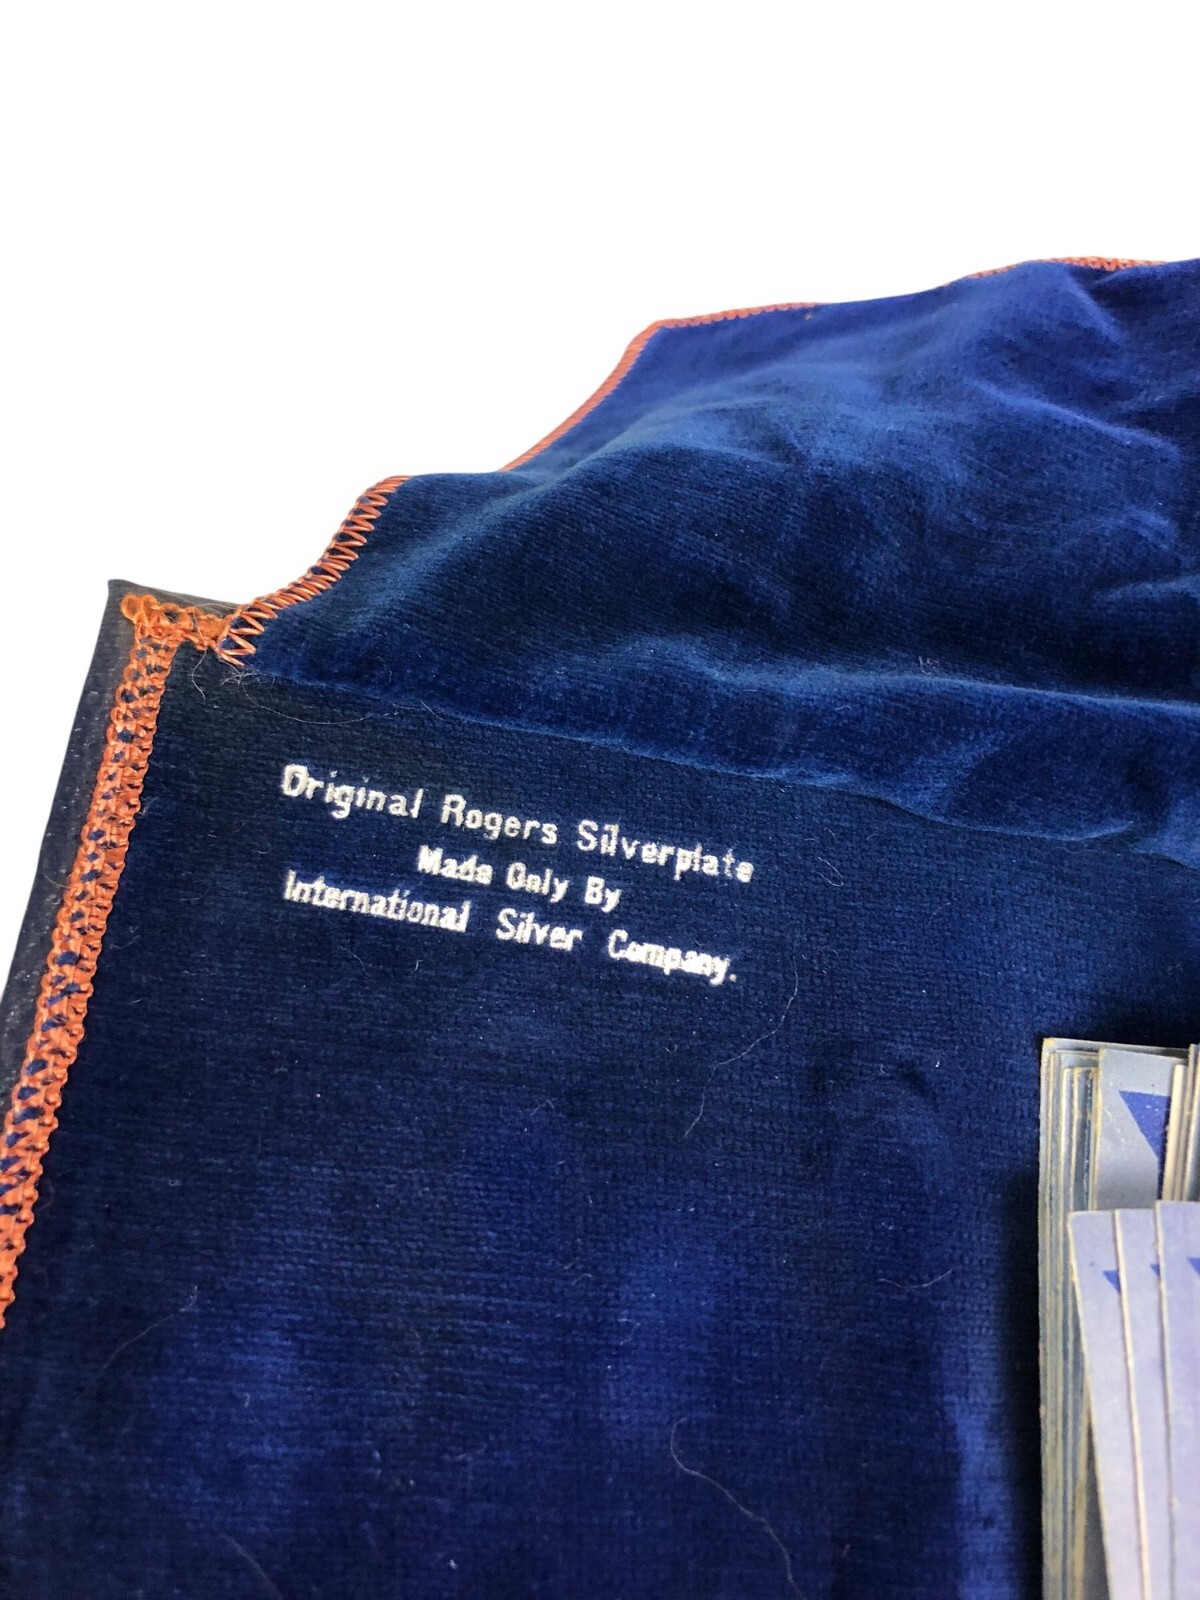 Original Rogers Silverplate
Made Only By
International Silver Company.